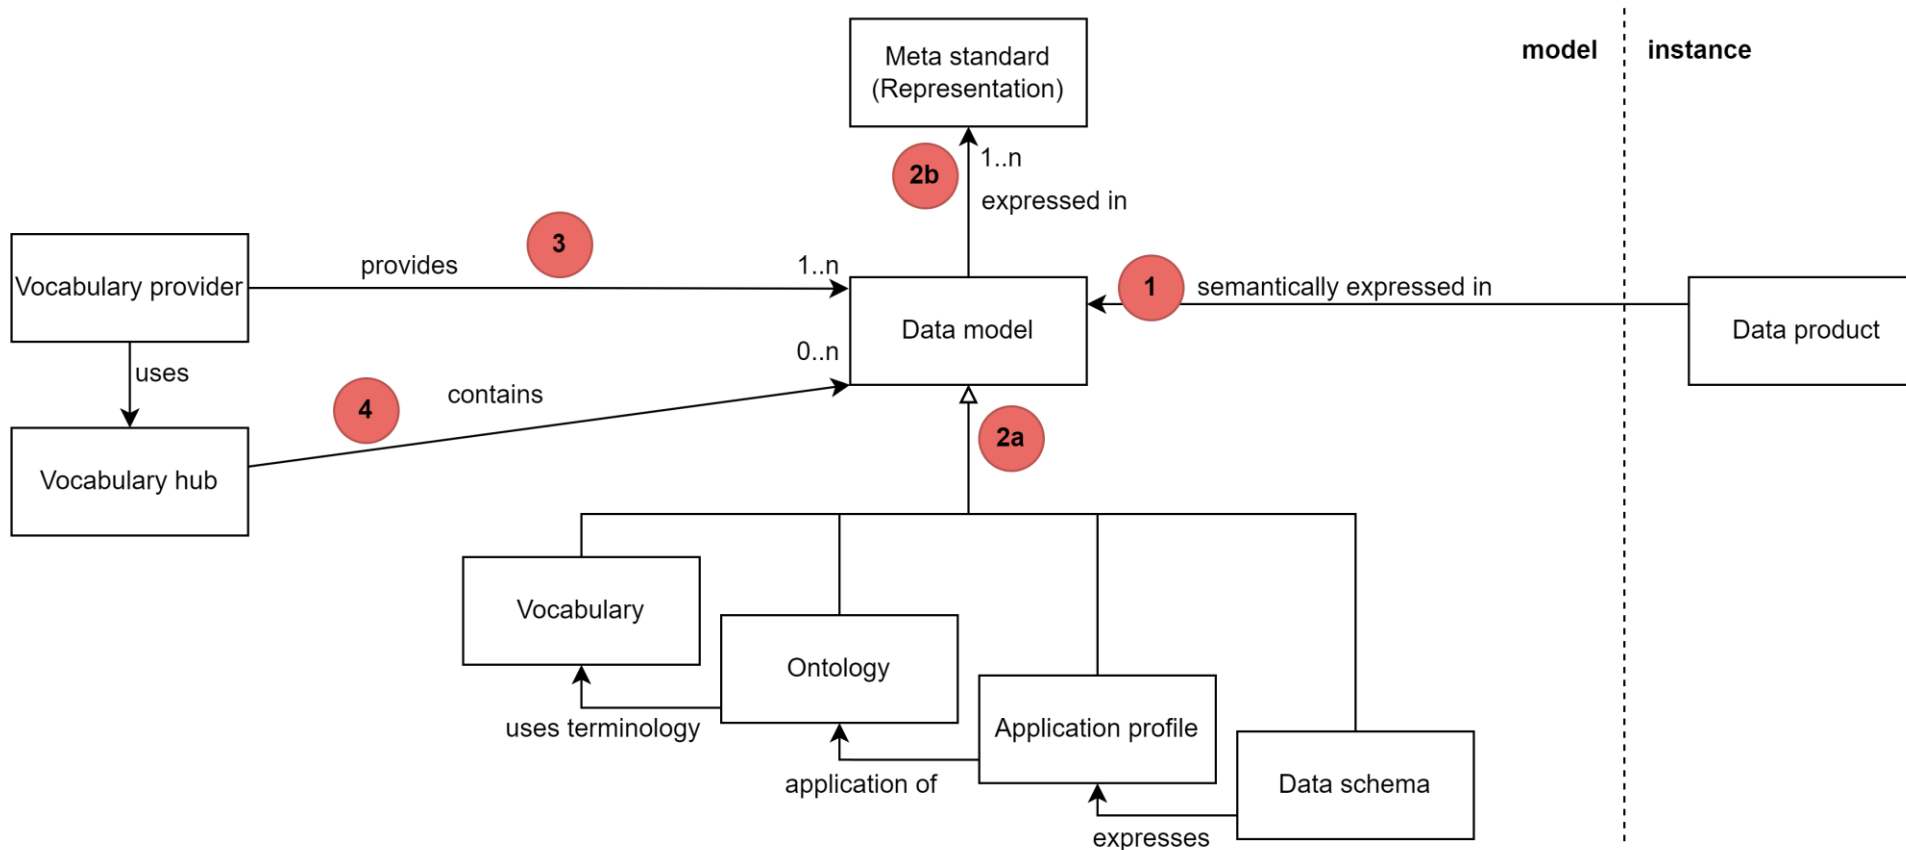 Meta standard
(Representation)
model
instance
2b
1..n
expressed in
3
provides
1..n
Vocabulary provider
1
semantically expressed in
Data model
Data product
0..n
uses
contains
4
2a
Vocabulary hub
Vocabulary
Ontology
uses terminology
Application profile
application of
Data schema
expresses